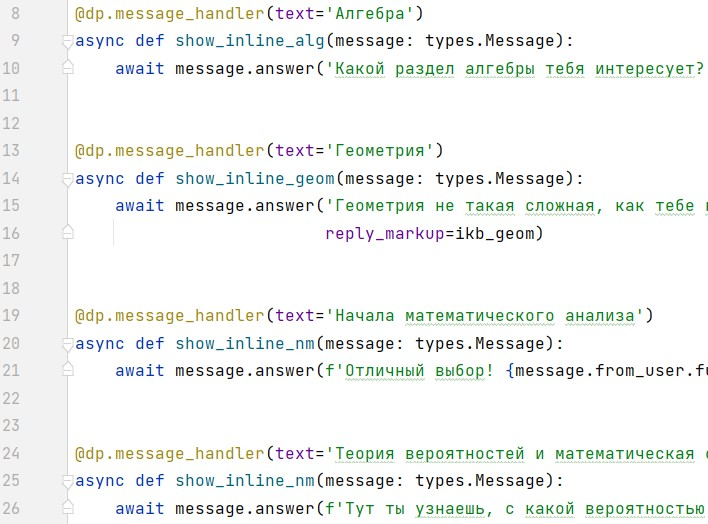 8 @dp.message_handler(text='Алгебра')
9 async def show_inline_alg(message: types.Message):
10 await message.answer('Какой раздел алгебры тебя интересует?
11
12
13 @dp.message_handler(text='Геометрия')
14 async def show_inline_geom(message: types.Message):
15 await message.answer('Геометрия не такая сложная, как тебе
16 reply_markup=ikb_geom)
17
18
19 @dp.message_handler(text='Начала математического анализа')
20 async def show_inline_nm(message: types.Message):
21 await message.answer(f'Отличный выбор! {message.from_user.fu
22
23
24 @dp.message_handler(text='Теория вероятностей и математическая
25 async def show_inline_nm(message: types.Message):
26 await message.answer(f'Тут ты узнаешь, с какой вероятностью